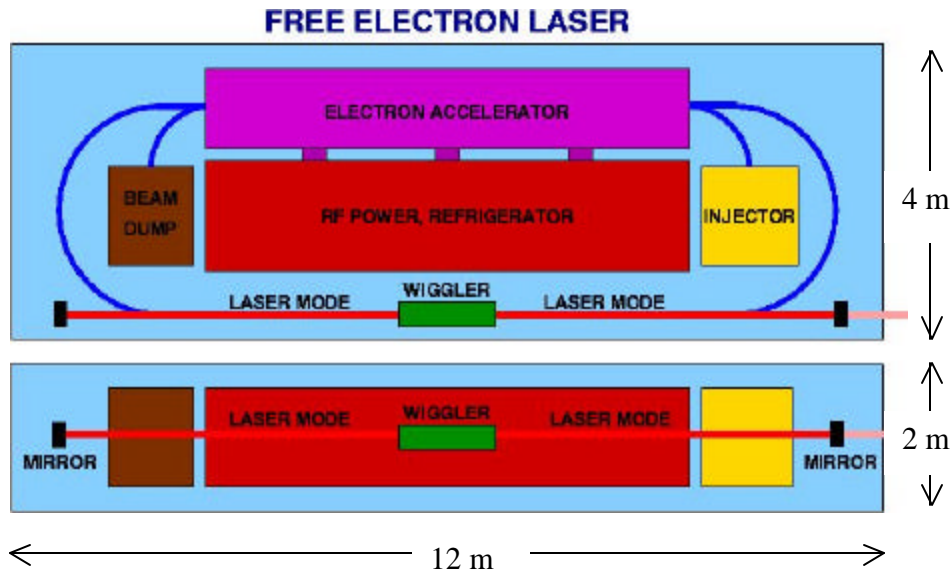 FREE ELECTRON LASER
ELECTRON ACCELERATOR
BEAM
DUMP
RF POWER, REFRIGERATOR
INJECTOR
4 m
WIGGLER
LASER MODE
LASER MODE
LASER MODE
WIGGLER
LASER MODE
2 m
MIRROR
MIRROR
12 m